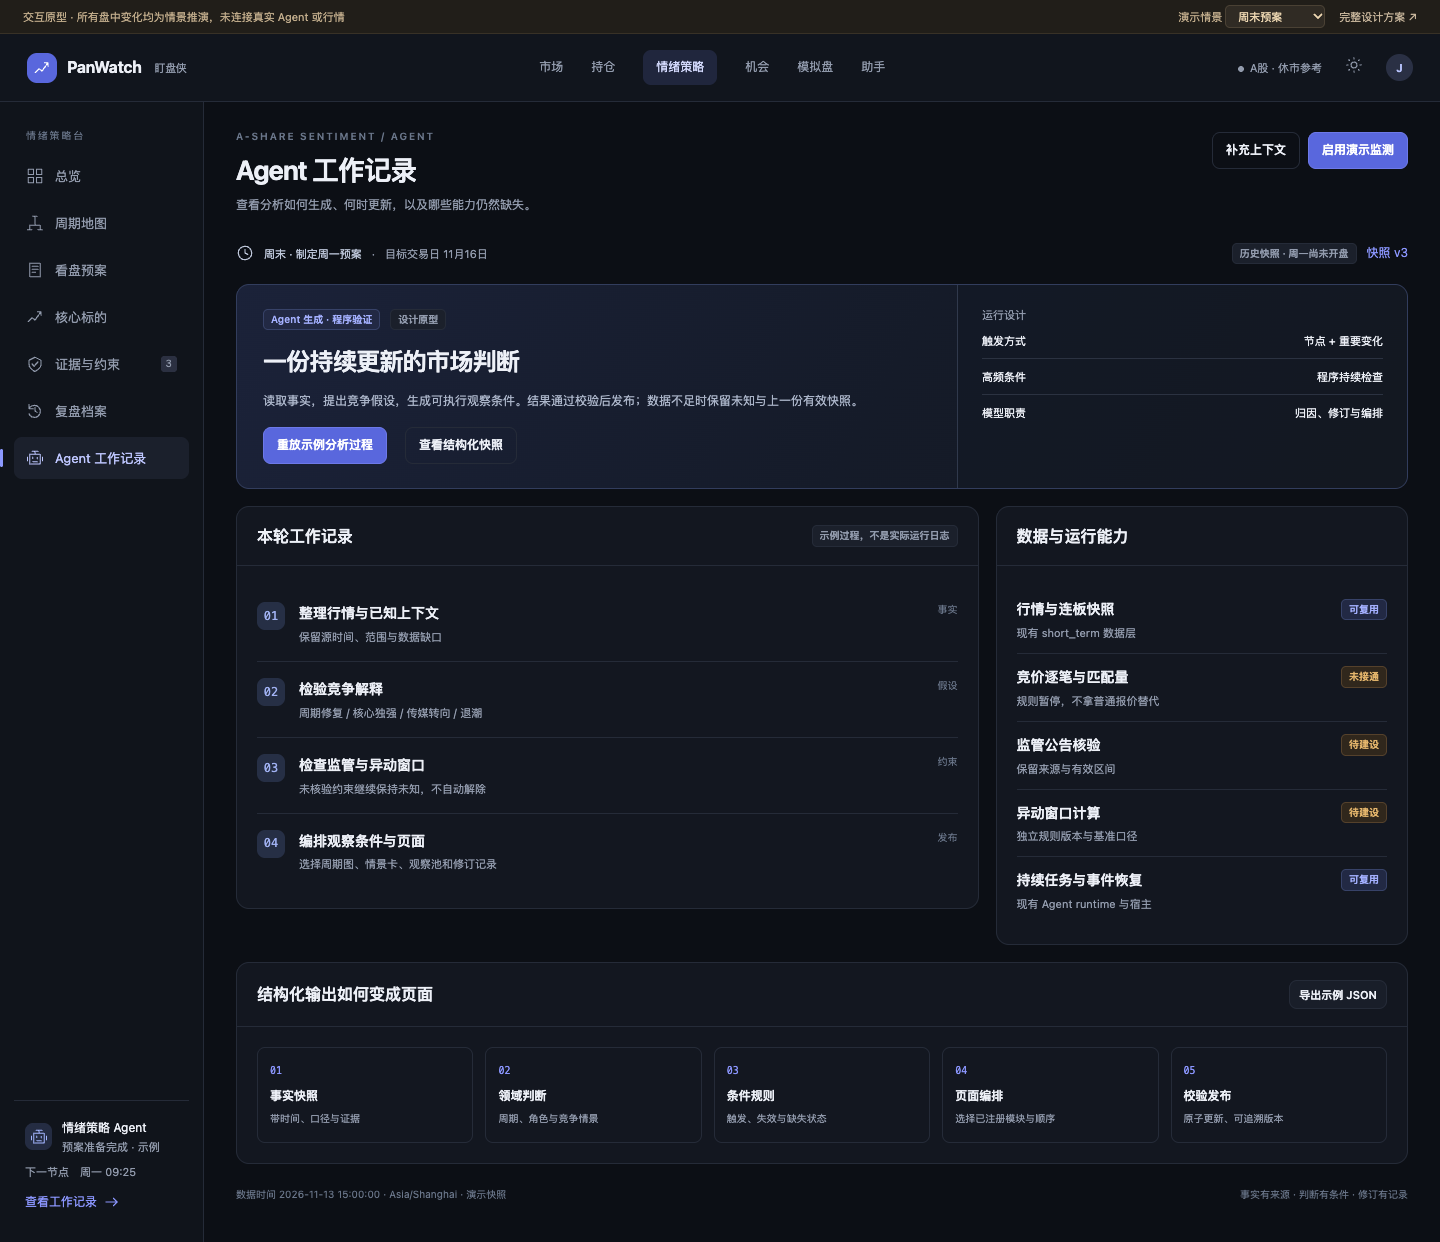 交互原型 · 所有盘中变化均为情景推演，未连接真实 Agent 或行情
演示情景 周末预案 完整设计方案 ↗
PanWatch 盯盘侠
市场 持仓 情绪策略 机会 模拟盘 助手
A股 · 休市参考
J
情绪策略台
总览
周期地图
看盘预案
核心标的
证据与约束 3
复盘档案
Agent 工作记录
情绪策略 Agent
预案准备完成 · 示例
下一节点 周一 09:25
查看工作记录 →
A-SHARE SENTIMENT / AGENT
Agent 工作记录
查看分析如何生成、何时更新，以及哪些能力仍然缺失。
补充上下文
启用演示监测
周末 · 制定周一预案 · 目标交易日 11月16日
历史快照 · 周一尚未开盘 快照 v3
Agent 生成 · 程序验证 设计原型
一份持续更新的市场判断
读取事实，提出竞争假设，生成可执行观察条件。结果通过校验后发布；数据不足时保留未知与上一份有效快照。
重放示例分析过程 查看结构化快照
运行设计
触发方式 节点 + 重要变化
高频条件 程序持续检查
模型职责 归因、修订与编排
本轮工作记录 示例过程，不是实际运行日志
01 整理行情与已知上下文 事实
保留源时间、范围与数据缺口
02 检验竞争解释 假设
周期修复 / 核心独强 / 传媒转向 / 退潮
03 检查监管与异动窗口 约束
未核验约束继续保持未知，不自动解除
04 编排观察条件与页面 发布
选择周期图、情景卡、观察池和修订记录
数据与运行能力
行情与连板快照 可复用
现有 short_term 数据层
竞价逐笔与匹配量 未接通
规则暂停，不拿普通报价替代
监管公告核验 待建设
保留来源与有效区间
异动窗口计算 待建设
独立规则版本与基准口径
持续任务与事件恢复 可复用
现有 Agent runtime 与宿主
结构化输出如何变成页面 导出示例 JSON
01
事实快照
带时间、口径与证据
02
领域判断
周期、角色与竞争情景
03
条件规则
触发、失效与缺失状态
04
页面编排
选择已注册模块与顺序
05
校验发布
原子更新、可追溯版本
数据时间 2026-11-13 15:00:00 · Asia/Shanghai · 演示快照
事实有来源 · 判断有条件 · 修订有记录